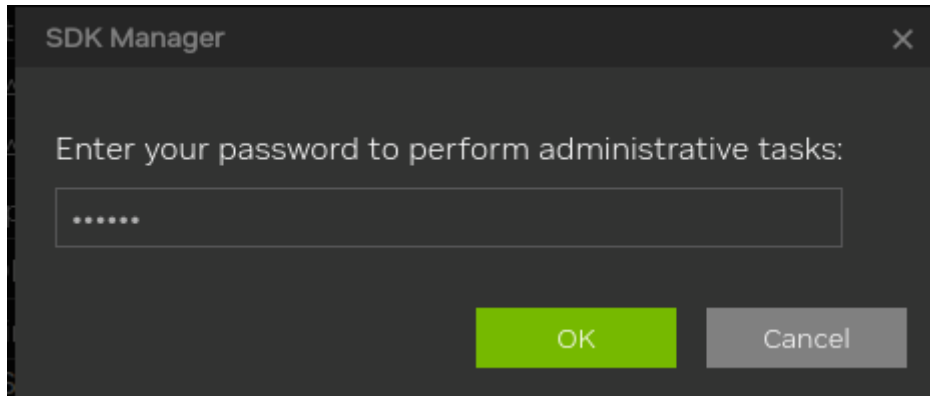 SDK Manager
Enter your password to perform administrative tasks:
••••••
OK
Cancel